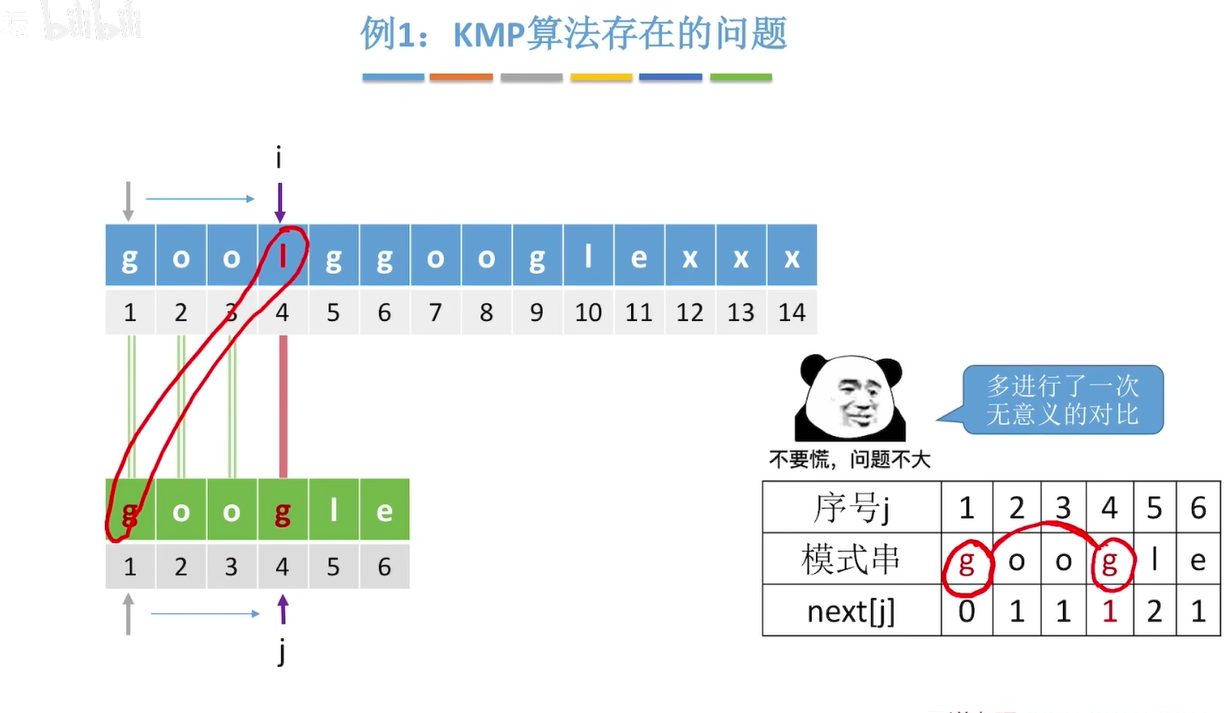 bilibili
例1：KMP算法存在的问题
i
g o o l g g o o g l e x x x
1 2 3 4 5 6 7 8 9 10 11 12 13 14
多进行了一次
无意义的对比
不要慌，问题不大
g o o g l e
1 2 3 4 5 6
j
序号j 1 2 3 4 5 6
模式串 g o o g l e
next[j] 0 1 1 1 2 1